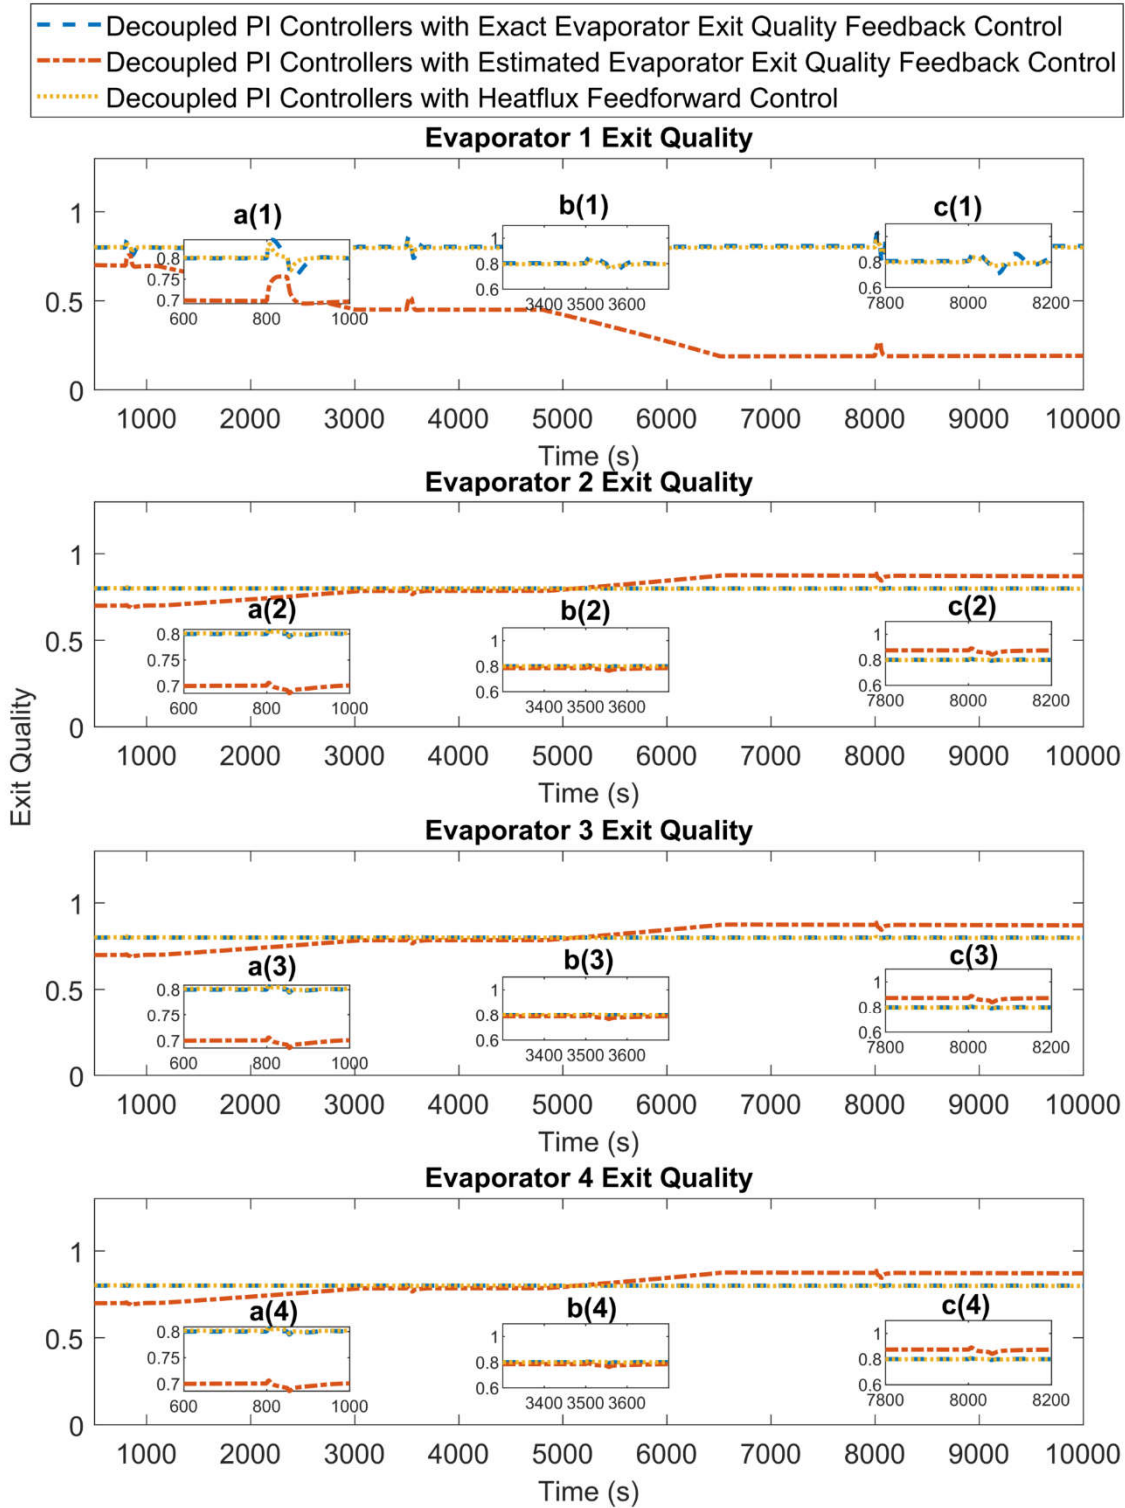 Decoupled PI Controllers with Exact Evaporator Exit Quality Feedback Control
Decoupled PI Controllers with Estimated Evaporator Exit Quality Feedback Control
Decoupled PI Controllers with Heatflux Feedforward Control
Evaporator 1 Exit Quality
1
0.5
0
a(1)
0.8
0.75
0.7
600 800 1000
b(1)
1
0.8
0.6
3400 3500 3600
c(1)
1
0.8
0.6
7800 8000 8200
1000 2000 3000 4000 5000 6000 7000 8000 9000 10000
Time (s)
Evaporator 2 Exit Quality
1
0.5
0
a(2)
0.8
0.75
0.7
600 800 1000
b(2)
1
0.8
0.6
3400 3500 3600
c(2)
1
0.8
0.6
7800 8000 8200
1000 2000 3000 4000 5000 6000 7000 8000 9000 10000
Time (s)
Exit Quality
Evaporator 3 Exit Quality
1
0.5
0
a(3)
0.8
0.75
0.7
600 800 1000
b(3)
1
0.8
0.6
3400 3500 3600
c(3)
1
0.8
0.6
7800 8000 8200
1000 2000 3000 4000 5000 6000 7000 8000 9000 10000
Time (s)
Evaporator 4 Exit Quality
1
0.5
0
a(4)
0.8
0.75
0.7
600 800 1000
b(4)
1
0.8
0.6
3400 3500 3600
c(4)
1
0.8
0.6
7800 8000 8200
1000 2000 3000 4000 5000 6000 7000 8000 9000 10000
Time (s)